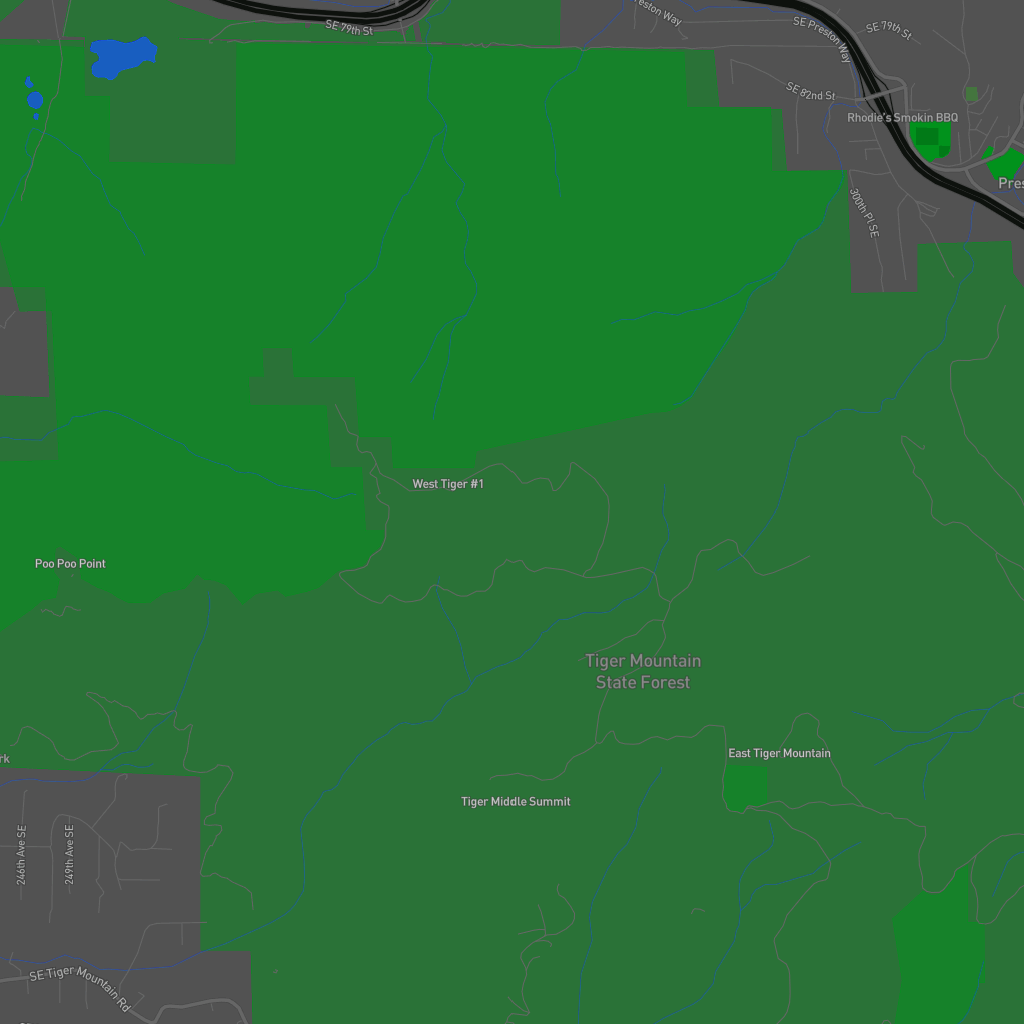 Preston Way
SE 79th St
SE Preston Way
SE 79th St
SE 82nd St
Rhodie's Smokin BBQ
Pres
300th Pl SE
West Tiger #1
Poo Poo Point
Tiger Mountain
State Forest
rk
East Tiger Mountain
Tiger Middle Summit
246th Ave SE
249th Ave SE
SE Tiger Mountain Rd